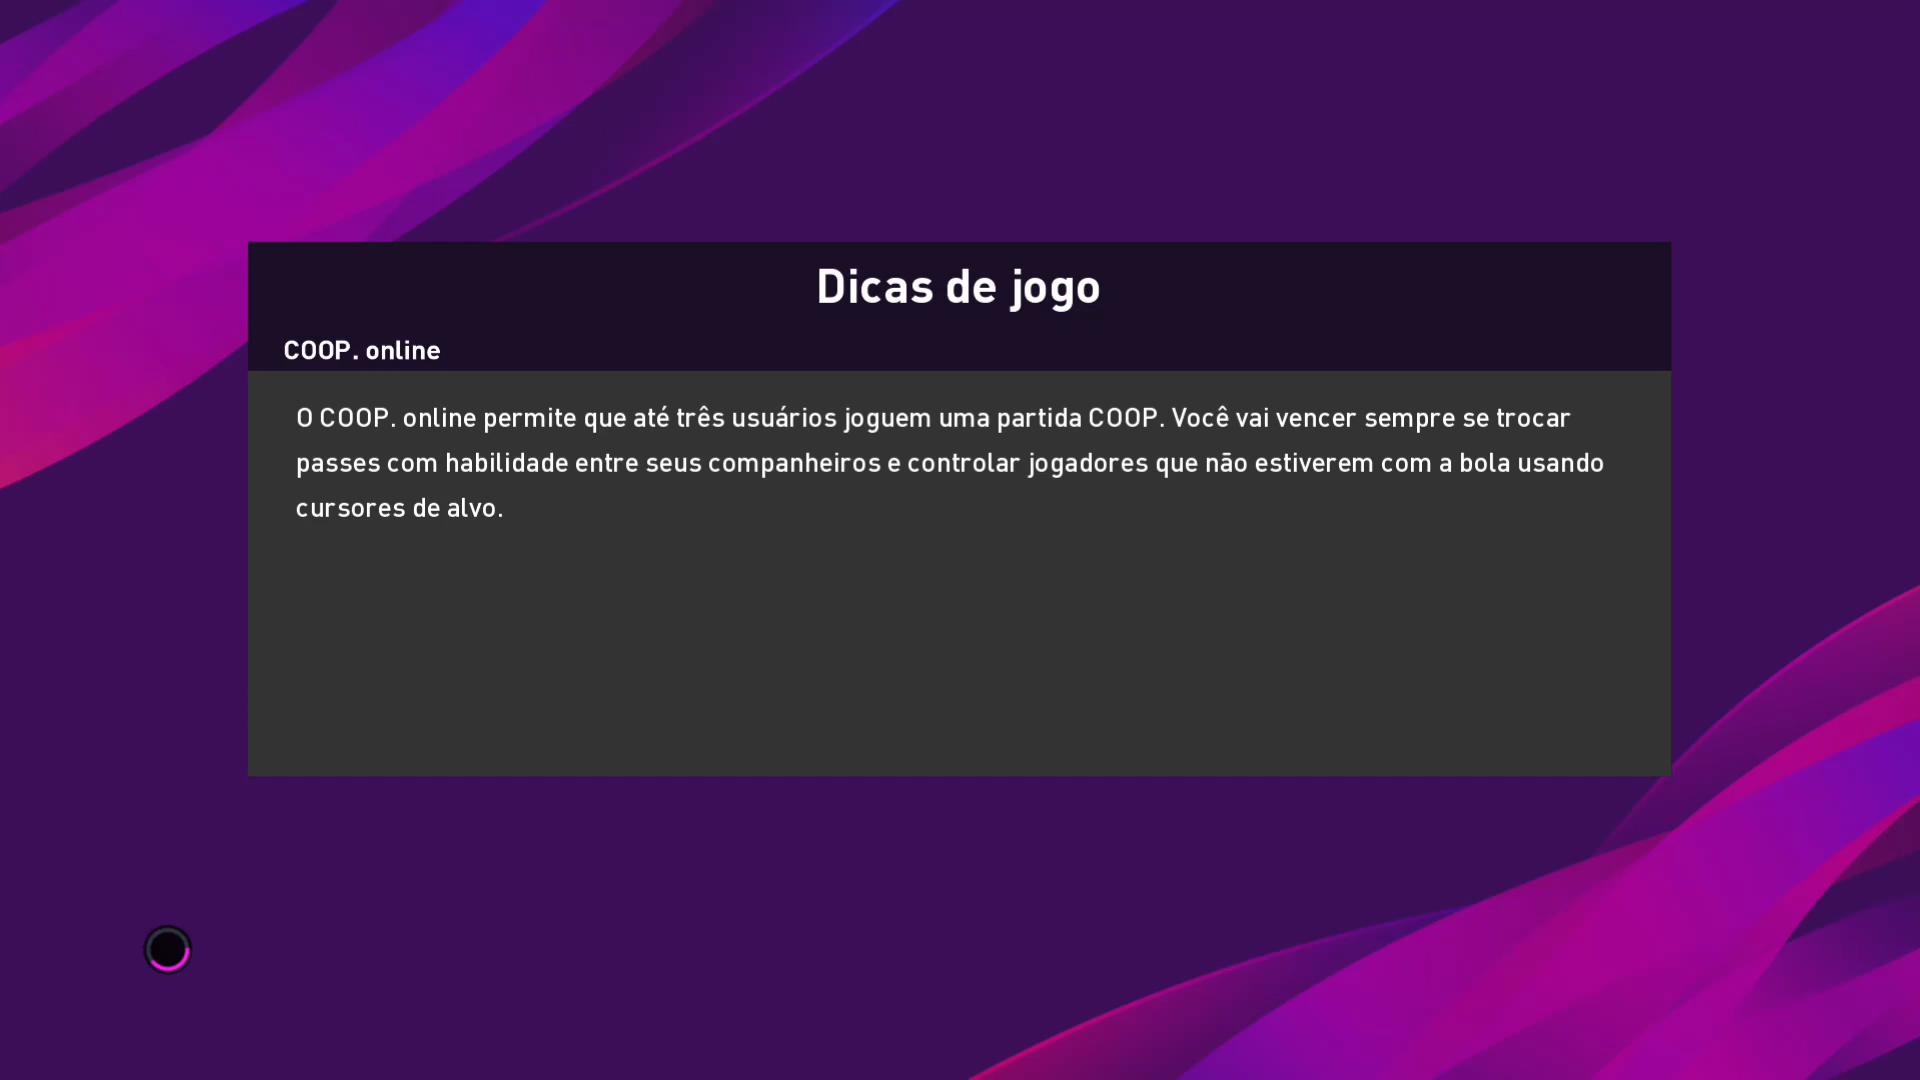 Dicas de jogo
COOP. online
O COOP. online permite que até três usuários joguem uma partida COOP. Você vai vencer sempre se trocar
passes com habilidade entre seus companheiros e controlar jogadores que não estiverem com a bola usando
cursores de alvo.